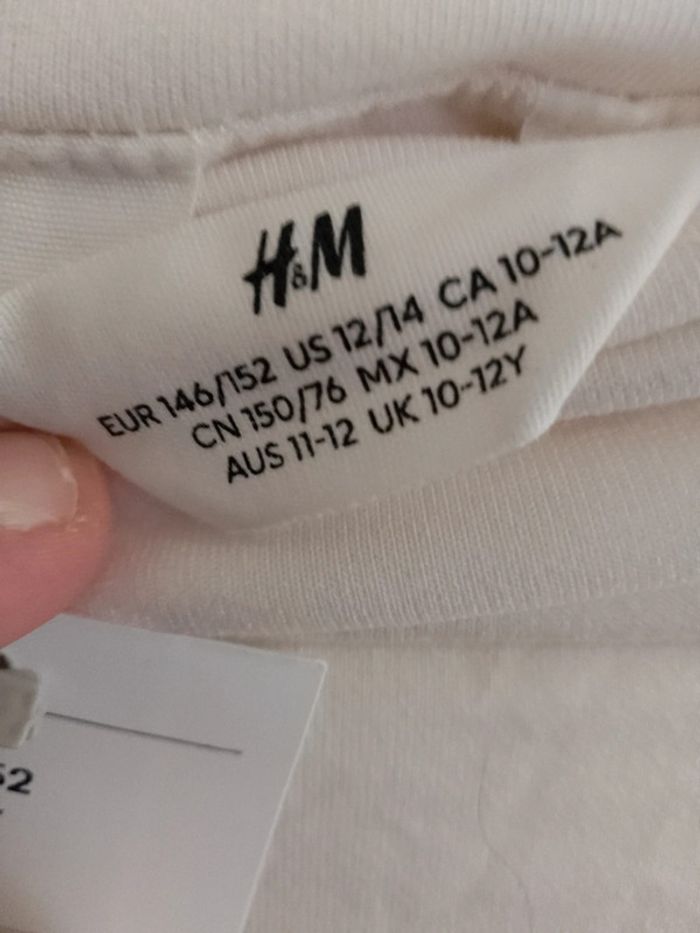 H&M
EUR 146/152 US 12/14 CA 10-12A
CN 150/76 MX 10-12A
AUS 11-12 UK 10-12Y
52